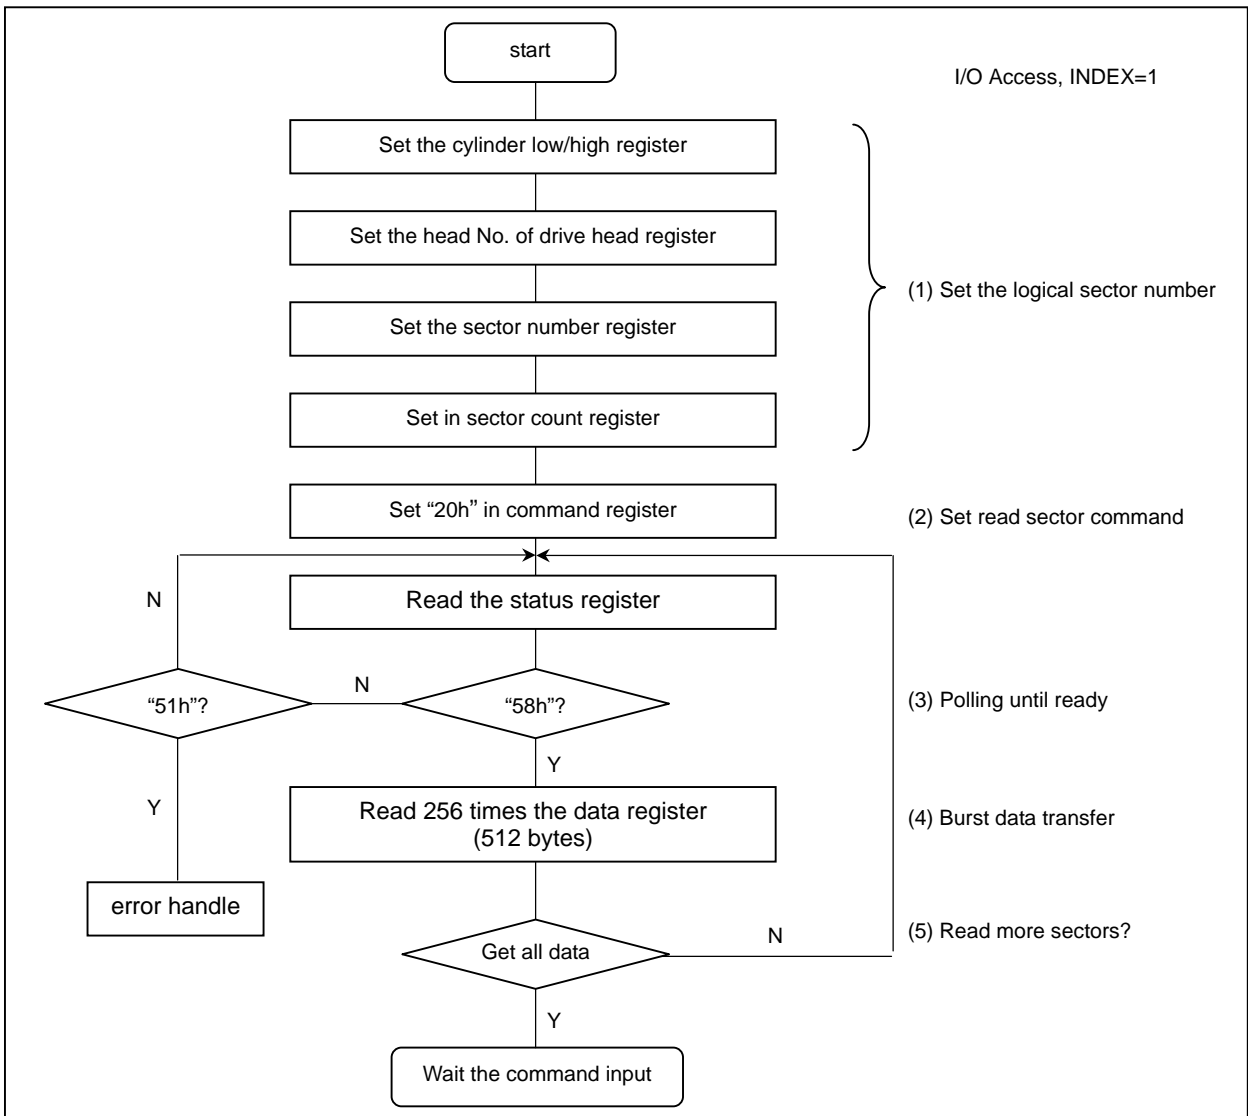 start
I/O Access, INDEX=1
Set the cylinder low/high register
Set the head No. of drive head register
(1) Set the logical sector number
Set the sector number register
Set in sector count register
Set “20h” in command register
(2) Set read sector command
N
Read the status register
“51h”?
N
“58h”?
(3) Polling until ready
Y
Y
Read 256 times the data register
(512 bytes)
(4) Burst data transfer
error handle
Get all data
N
(5) Read more sectors?
Y
Wait the command input